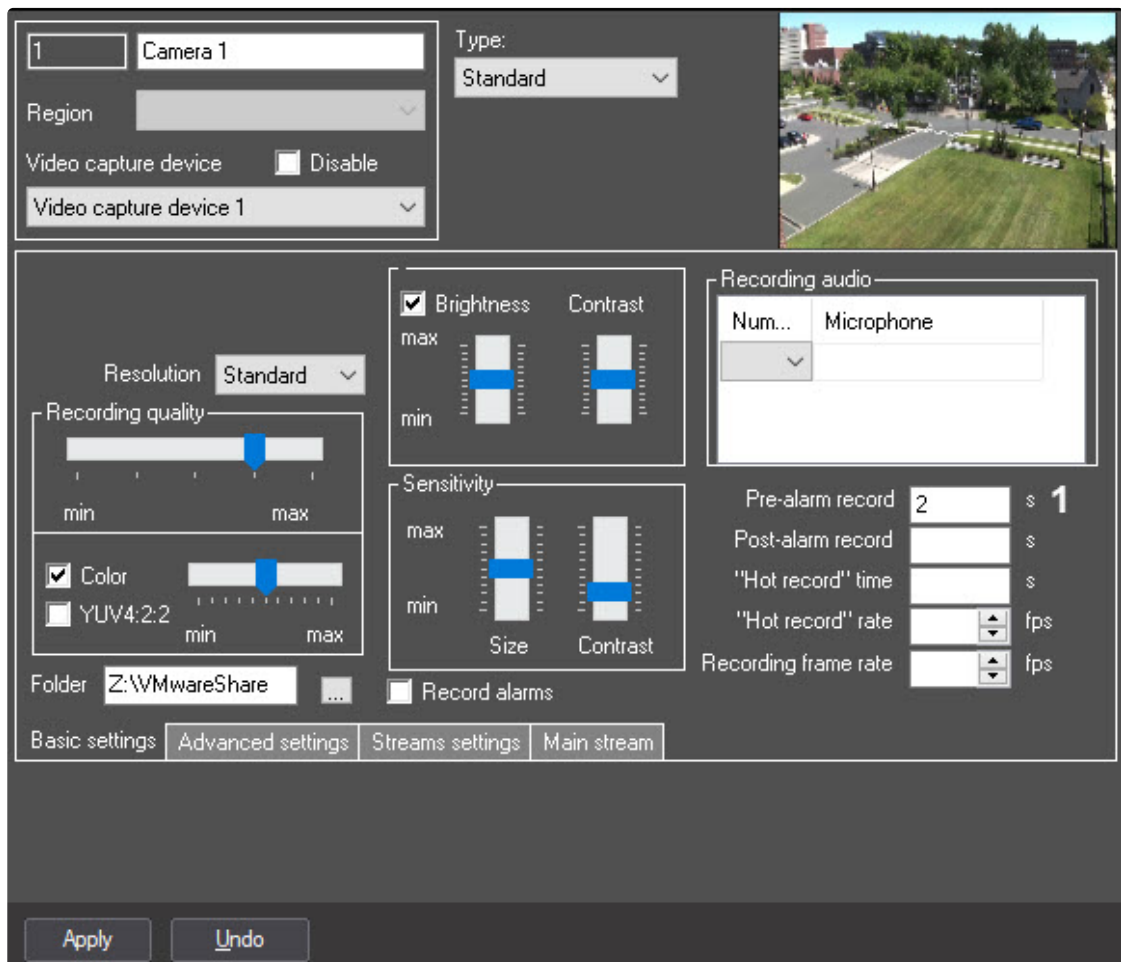 1 Camera 1
Type:
Standard
Region
Video capture device Disable
Video capture device 1
Brightness Contrast
max
min
Recording audio
Num... Microphone
Resolution Standard
Recording quality
min max
Color
YUV4:2:2
min max
Sensitivity
max
min
Size Contrast
Pre-alarm record 2 s 1
Post-alarm record s
"Hot record" time s
"Hot record" rate fps
Recording frame rate fps
Folder Z:\VMwareShare ...
Record alarms
Basic settings Advanced settings Streams settings Main stream
Apply Undo